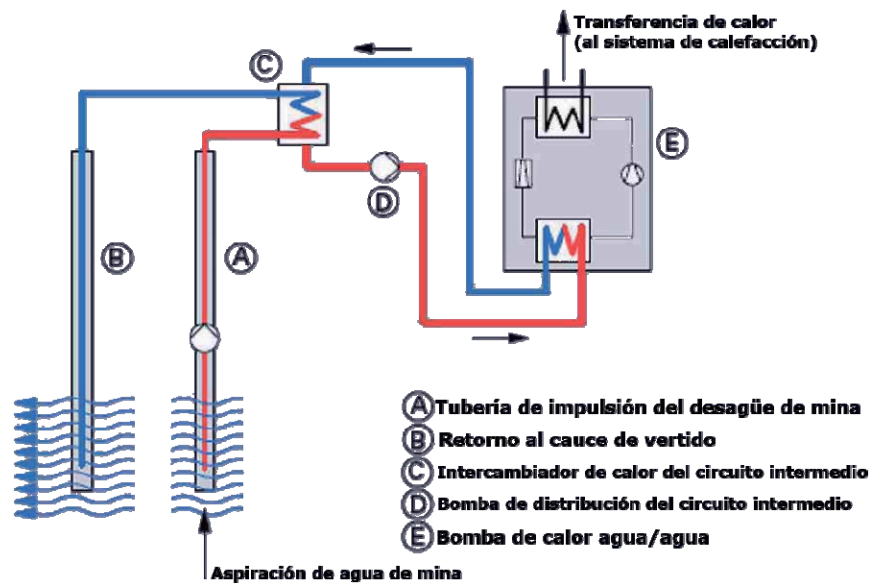 Transferencia de calor
(al sistema de calefacción)
C
E
D
B
A
A Tubería de impulsión del desagüe de mina
B Retorno al cauce de vertido
C Intercambiador de calor del circuito intermedio
D Bomba de distribución del circuito intermedio
E Bomba de calor agua/agua
Aspiración de agua de mina